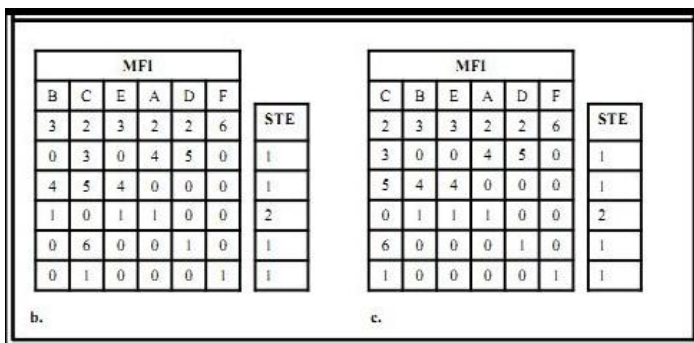 MFI
B C E A D F
3 2 3 2 2 6
0 3 0 4 5 0
4 5 4 0 0 0
1 0 1 1 0 0
0 6 0 0 1 0
0 1 0 0 0 1
STE
1
1
2
1
1
b.
MFI
C B E A D F
2 3 3 2 2 6
3 0 0 4 5 0
5 4 4 0 0 0
0 1 1 1 0 0
6 0 0 0 1 0
1 0 0 0 0 1
STE
1
1
2
1
1
c.